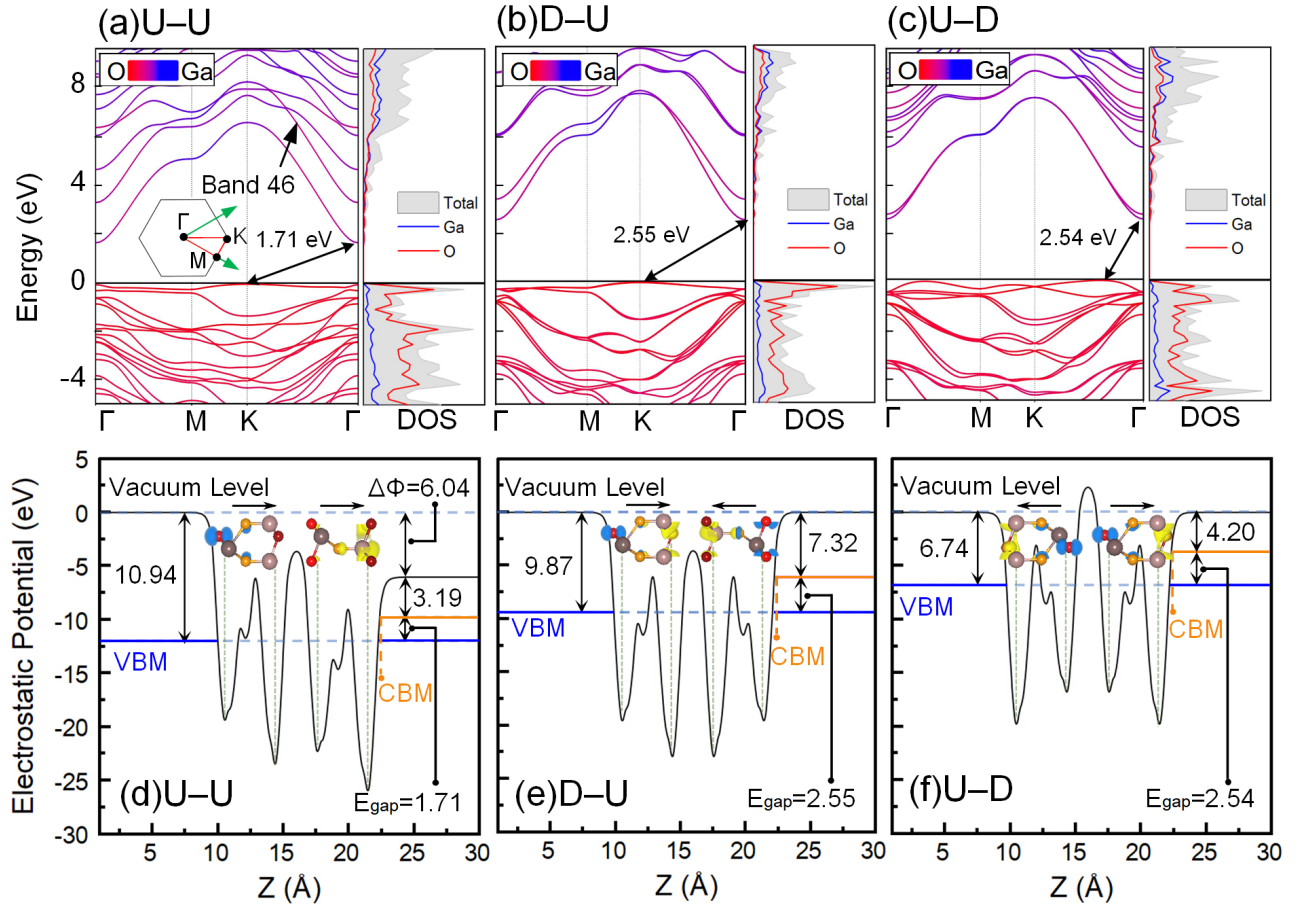 (a)U–U
(b)D–U
(c)U–D
Energy (eV)
8
4
0
−4
O Ga
Band 46
Γ
K
M
1.71 eV
Total
Ga
O
Γ M K Γ DOS
O Ga
2.55 eV
Total
Ga
O
Γ M K Γ DOS
O Ga
2.54 eV
Total
Ga
O
Γ M K Γ DOS
Electrostatic Potential (eV)
5
0
-5
-10
-15
-20
-25
-30
Vacuum Level
ΔΦ=6.04
10.94
3.19
VBM
CBM
(d)U–U
Egap=1.71
5 10 15 20 25 30
Z (Å)
Vacuum Level
9.87
7.32
VBM
CBM
(e)D–U
Egap=2.55
5 10 15 20 25
Z (Å)
Vacuum Level
6.74
4.20
VBM
CBM
(f)U–D
Egap=2.54
5 10 15 20 25 30
Z (Å)